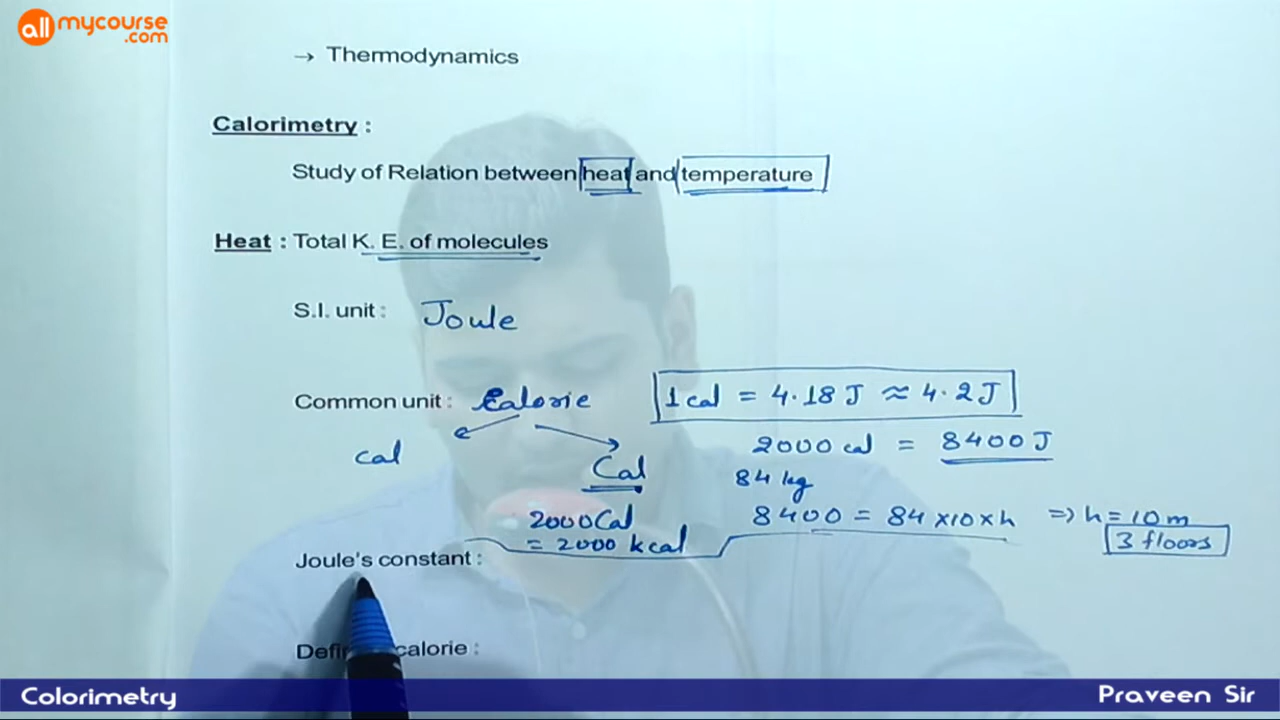 all mycourse
.com
→ Thermodynamics
Calorimetry :
Study of Relation between heat and temperature
Heat : Total K. E. of molecules
S.I. unit : Joule
Common unit : Calorie 1 cal = 4.18 J ≈ 4.2 J
cal Cal 2000 cal = 8400 J
84 kg
2000 Cal 8400 = 84 × 10 × h ⇒ h = 10 m
= 2000 kcal 3 floors
Joule's constant :
calorie :
Colorimetry Praveen Sir